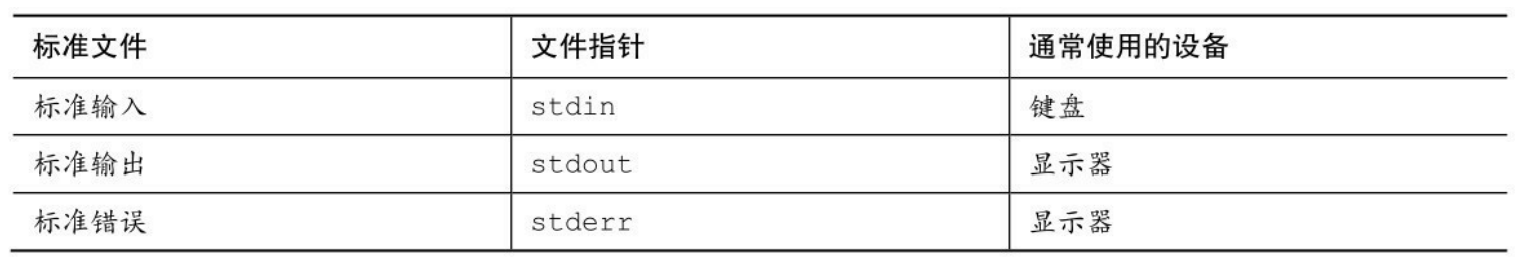 标准文件 文件指针 通常使用的设备
标准输入 stdin 键盘
标准输出 stdout 显示器
标准错误 stderr 显示器